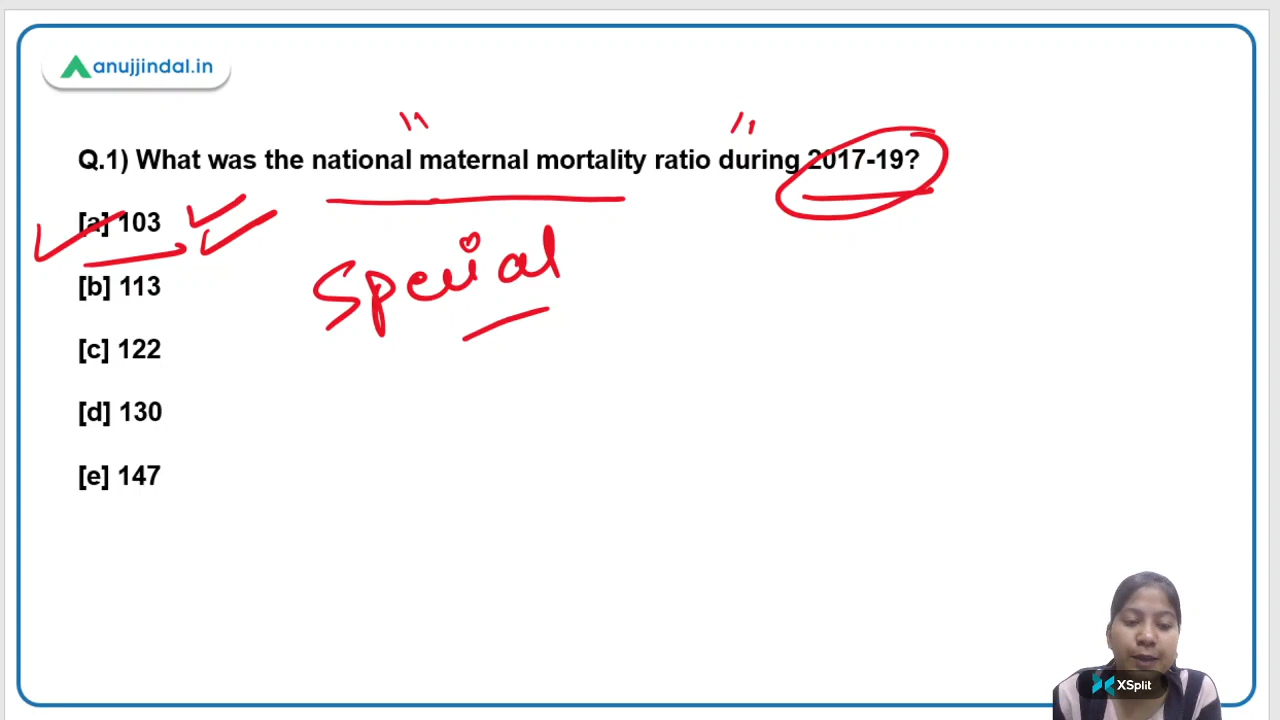 anujjindal.in
Q.1) What was the national maternal mortality ratio during 2017-19?
[a] 103
[b] 113
Special
[c] 122
[d] 130
[e] 147
XSplit